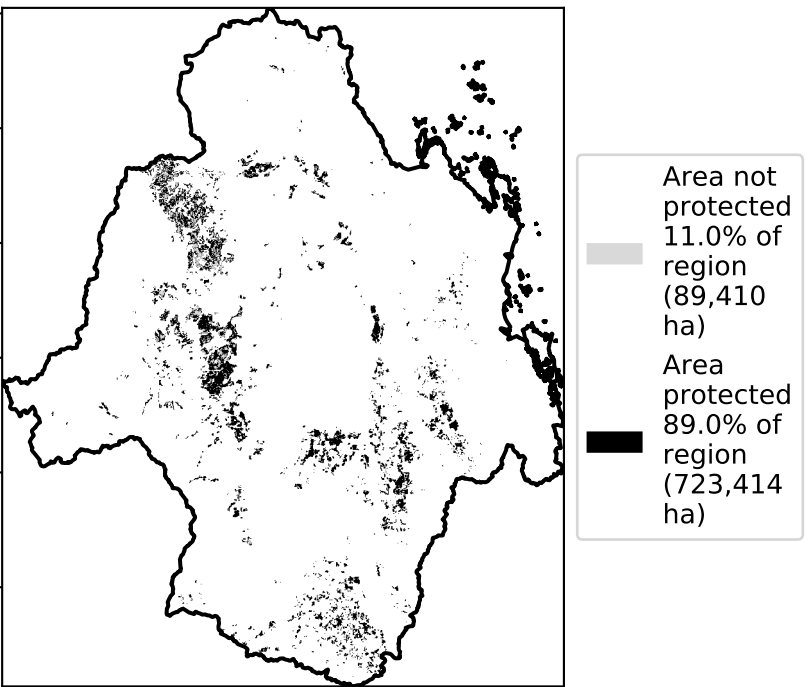 Area not
protected
11.0% of
region
(89,410
ha)
Area
protected
89.0% of
region
(723,414
ha)